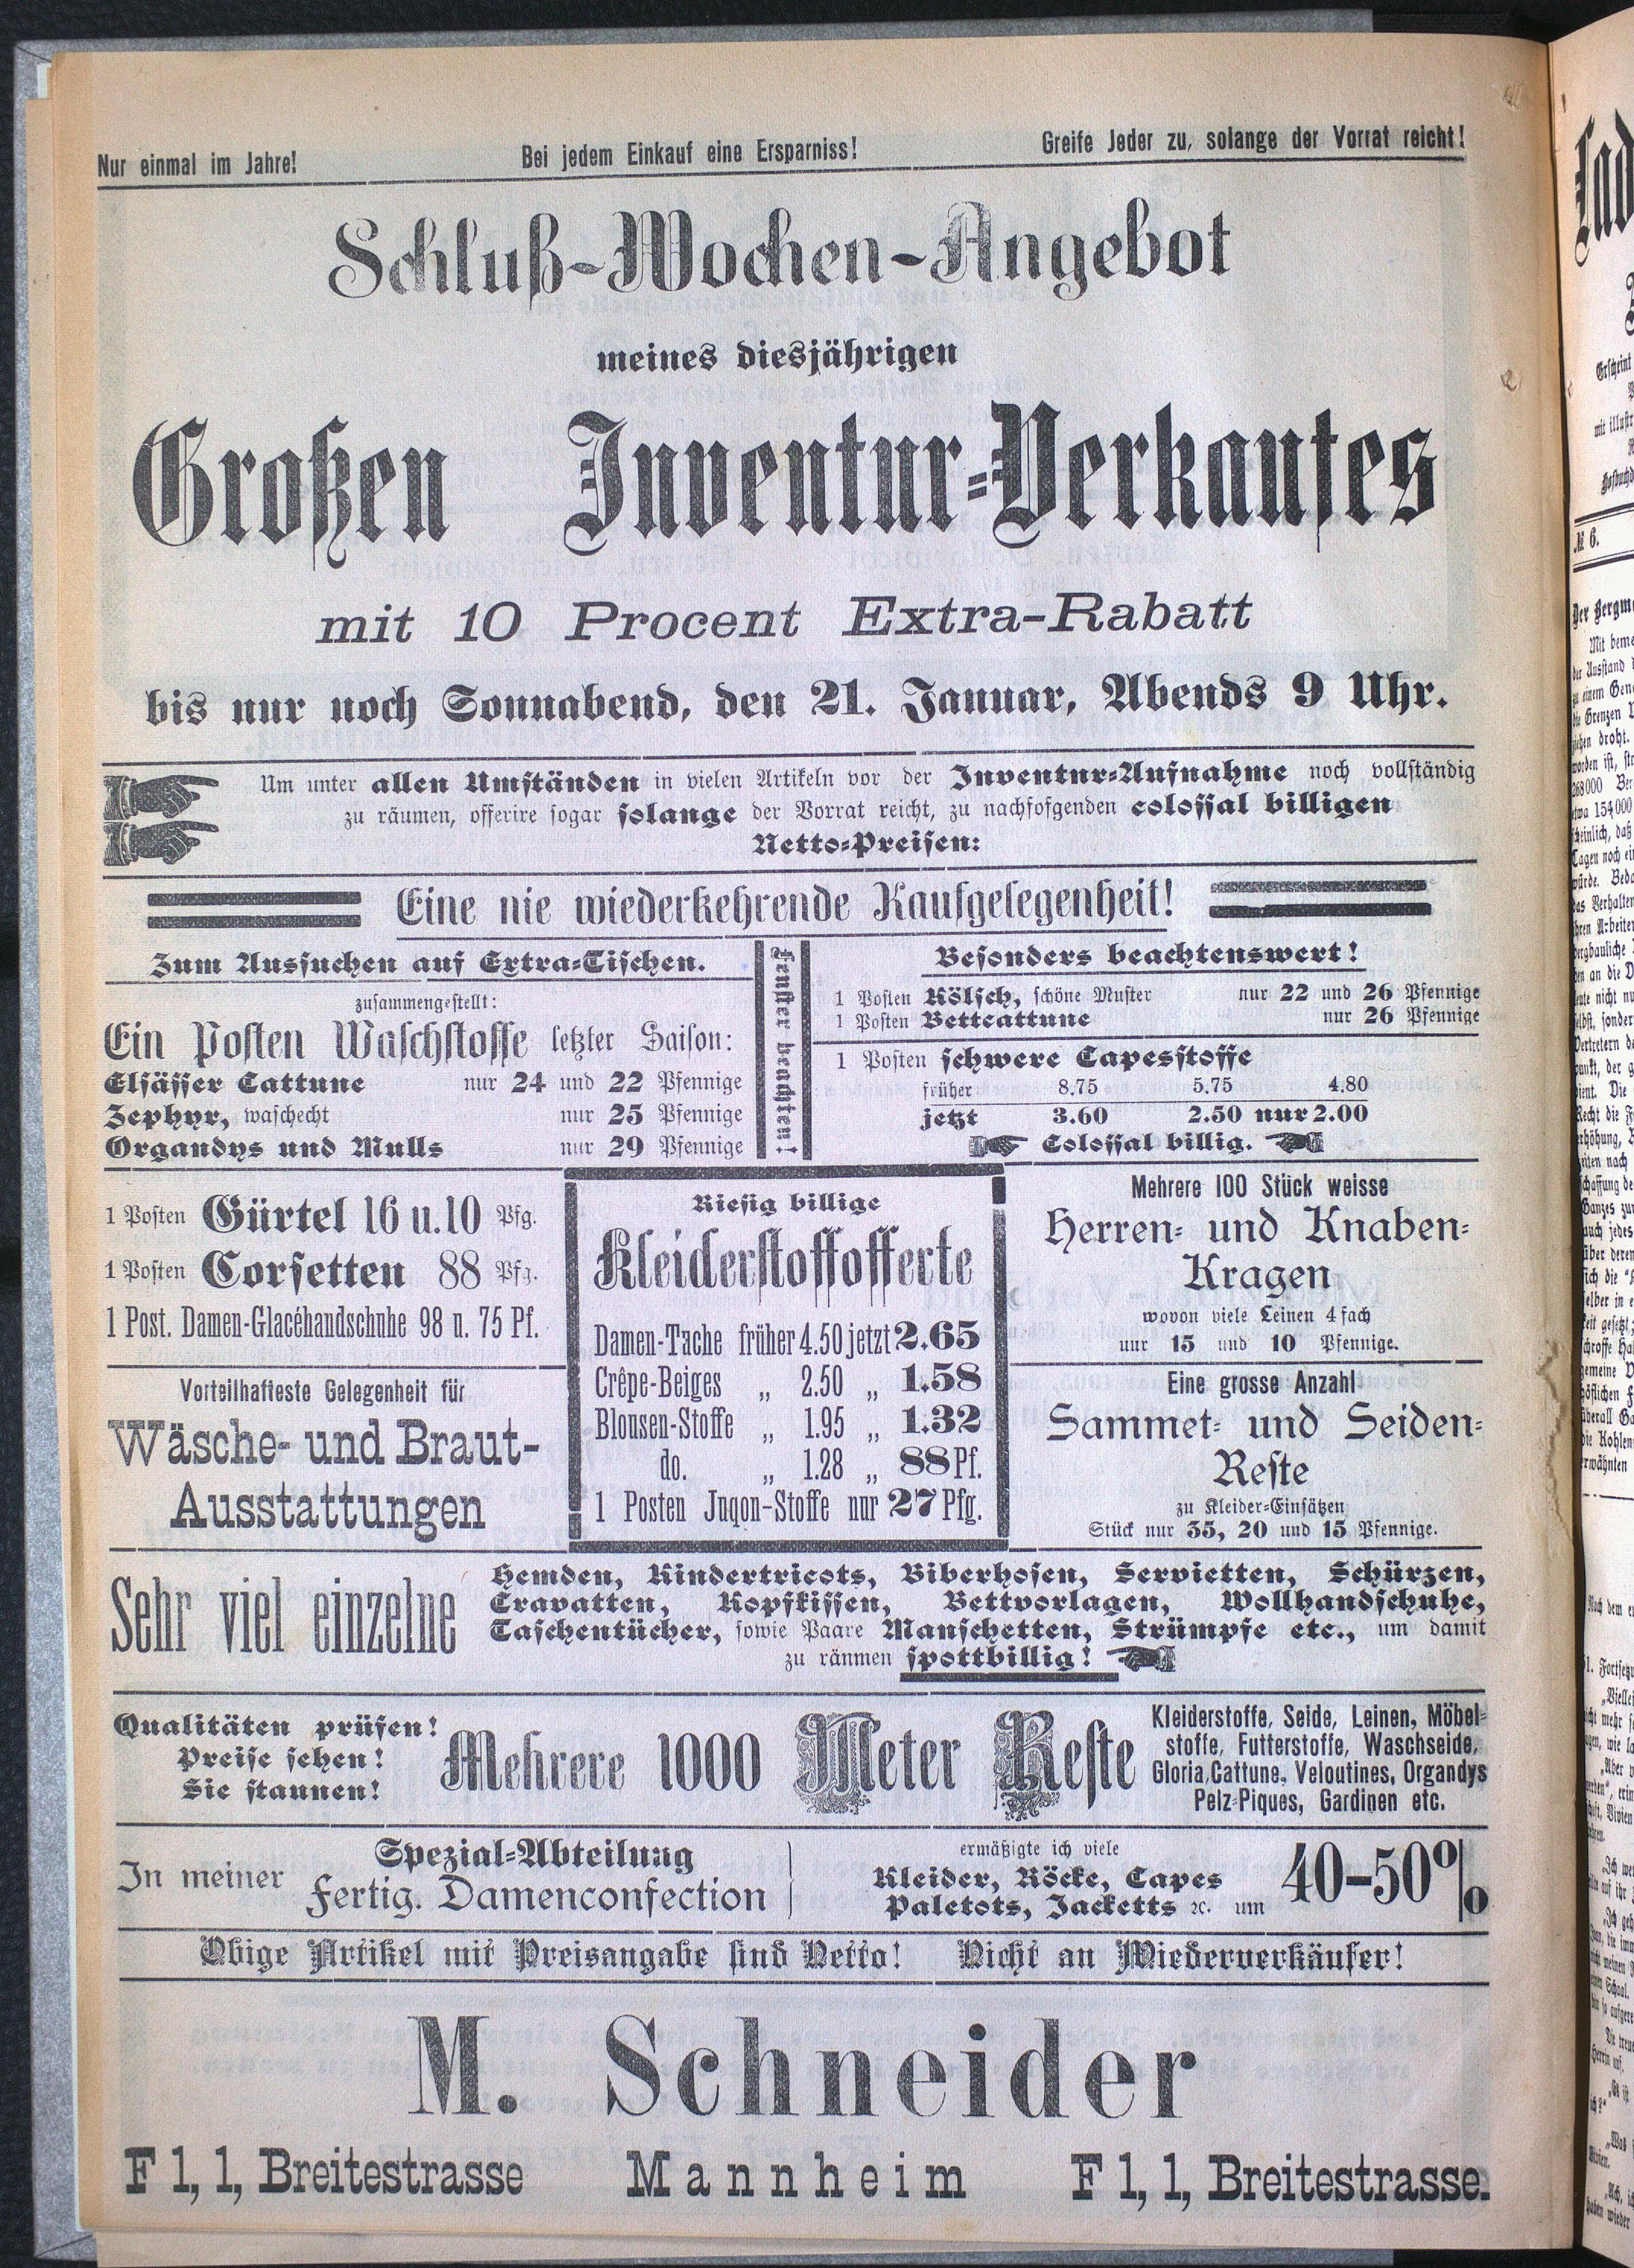 Nur einmal im Jahre!
Bei jedem Einkauf eine Ersparniss!
Greife Jeder zu, solange der Vorrat reicht!
Schluß-Wochen-Angebot
meines diesjährigen
Großen Inventur-Verkaufes
mit 10 Procent Extra-Rabatt
bis nur noch Sonnabend, den 21. Januar, Abends 9 Uhr.
Um unter allen Umständen in vielen Artikeln vor der Inventur-Aufnahme noch vollständig
zu räumen, offerire sogar solange der Vorrat reicht, zu nachfolgenden colossal billigen
Netto-Preisen:
Eine nie wiederkehrende Kaufgelegenheit!
Zum Aussuchen auf Extra-Tischen.
zusammengestellt:
Ein Posten Waschstoffe letzter Saison:
Elsässer Cattune nur 24 und 22 Pfennige
Zephyr, waschecht nur 25 Pfennige
Organdys und Mulls nur 29 Pfennige
Fenster beachten!
Besonders beachtenswert!
1 Posten Kölsch, schöne Muster nur 22 und 26 Pfennige
1 Posten Bettcattune nur 26 Pfennige
1 Posten schwere Capesstoffe
früher 8.75 5.75 4.80
jetzt 3.60 2.50 nur 2.00
Colossal billig.
1 Posten Gürtel 16 u. 10 Pfg.
1 Posten Corsetten 88 Pfg.
1 Post. Damen-Glacéhandschuhe 98 u. 75 Pf.
Vorteilhafteste Gelegenheit für
Wäsche- und Braut-
Ausstattungen
Riesig billige
Kleiderstoffofferte
Damen-Tache früher 4.50 jetzt 2.65
Crêpe-Beiges „ 2.50 „ 1.58
Blousen-Stoffe „ 1.95 „ 1.32
do. „ 1.28 „ 88 Pf.
1 Posten Juqon-Stoffe nur 27 Pfg.
Mehrere 100 Stück weisse
Herren- und Knaben-
Kragen
wovon viele Leinen 4 fach
nur 15 und 10 Pfennige.
Eine grosse Anzahl
Sammet- und Seiden-
Reste
zu Kleider-Einsätzen
Stück nur 35, 20 und 15 Pfennige.
Sehr viel einzelne
Hemden, Kindertricots, Biberhosen, Servietten, Schürzen,
Cravatten, Kopfkissen, Bettvorlagen, Wollhandschuhe,
Taschentücher, sowie Paare Manschetten, Strümpfe etc., um damit
zu ränmen spottbillig!
Qualitäten prüfen!
Preise sehen!
Sie staunen!
Mehrere 1000 Meter Reste
Kleiderstoffe, Seide, Leinen, Möbel-
stoffe, Futterstoffe, Waschseide,
Gloria, Cattune, Veloutines, Organdys
Pelz-Piques, Gardinen etc.
In meiner
Spezial-Abteilung
Fertig. Damenconfection
ermäßigte ich viele
Kleider, Röcke, Capes
Paletots, Jacketts ꝛc. um
40-50%
Obige Artikel mit Preisangabe sind Netto! Nicht an Wiederverkäufer!
M. Schneider
F 1, 1, Breitestrasse Mannheim F 1, 1, Breitestrasse.